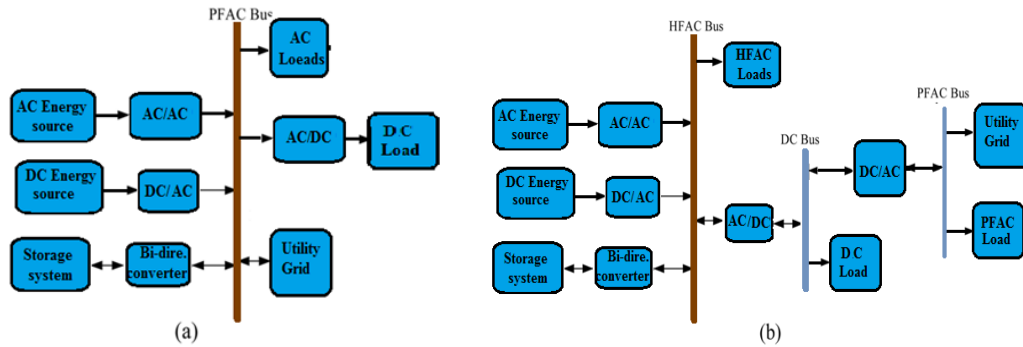 PFAC Bus
AC
Loeads
AC Energy
source
AC/AC
AC/DC
DC
Load
DC Energy
source
DC/AC
Storage
system
Bi-dire.
converter
Utility
Grid
(a)
HFAC Bus
HFAC
Loads
AC Energy
source
AC/AC
DC Energy
source
DC/AC
Storage
system
Bi-dire.
converter
AC/DC
DC Bus
DC/AC
DC
Load
PFAC Bus
Utility
Grid
PFAC
Load
(b)